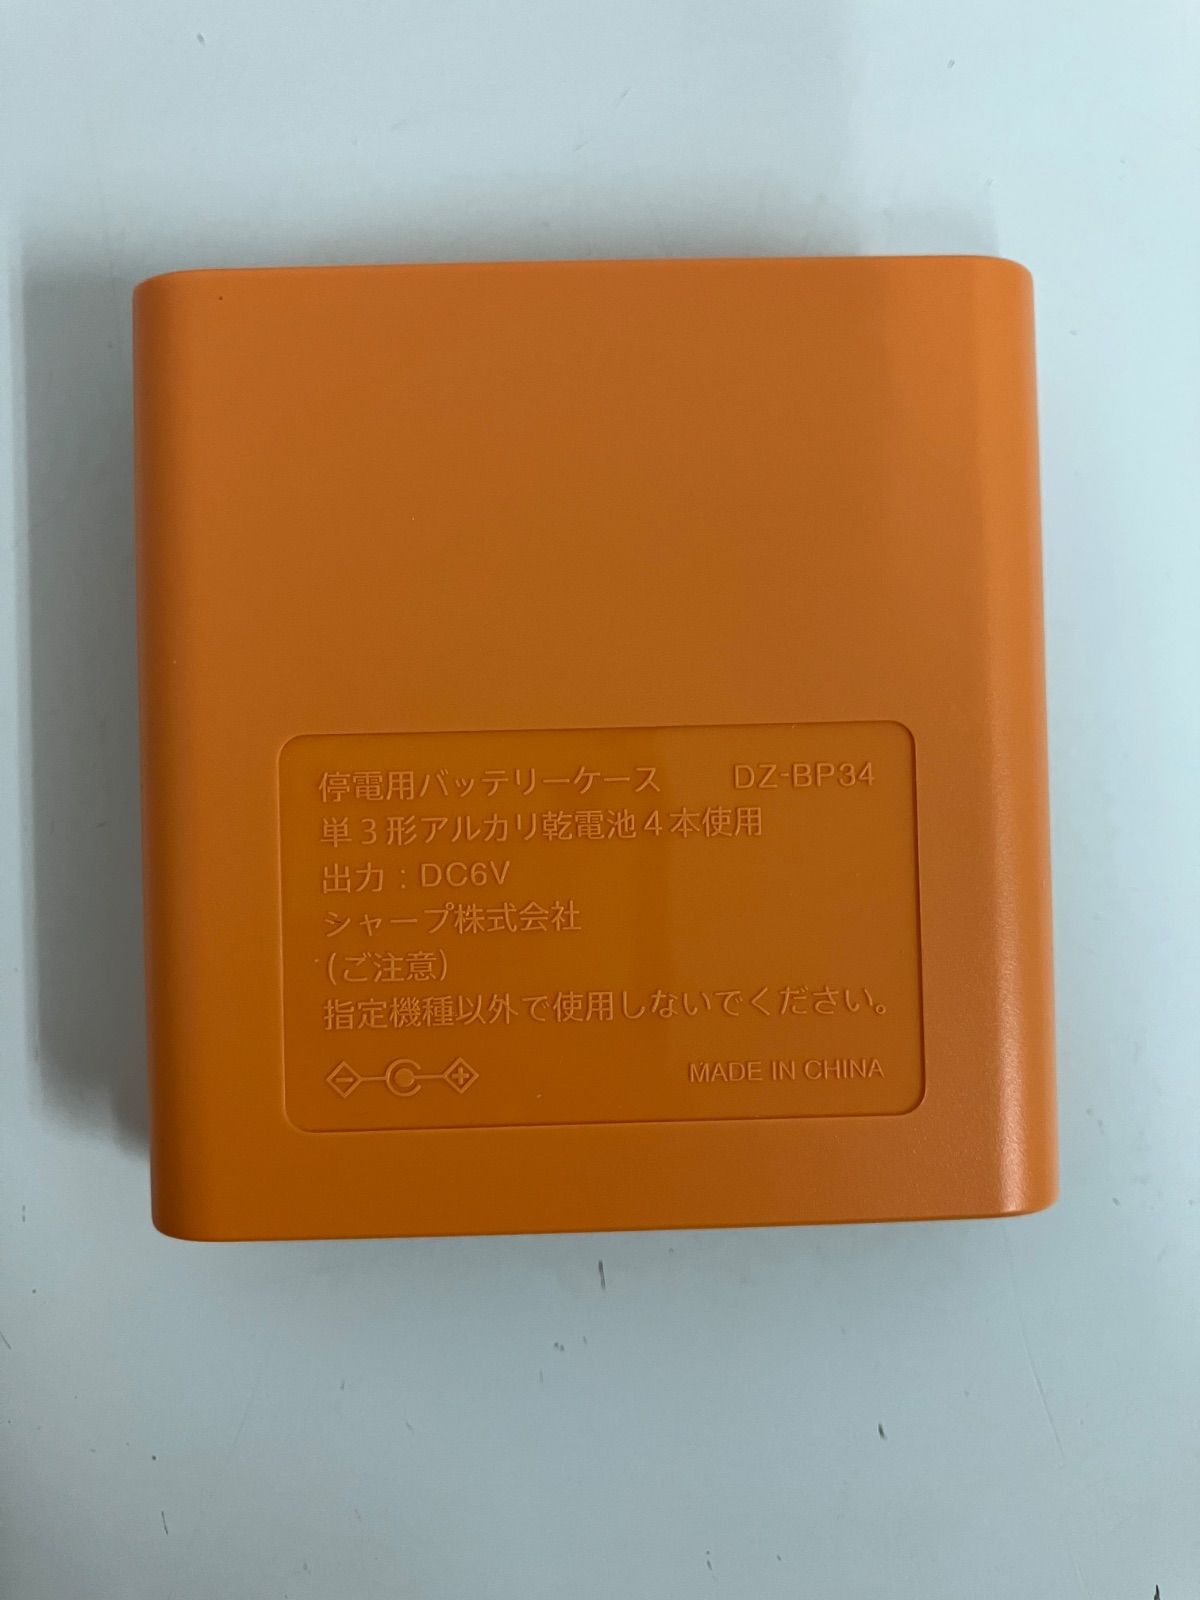 停電用バッテリーケース DZ-BP34
単３形アルカリ乾電池４本使用
出力：DC6V
シャープ株式会社
(ご注意)
指定機種以外で使用しないでください。
MADE IN CHINA